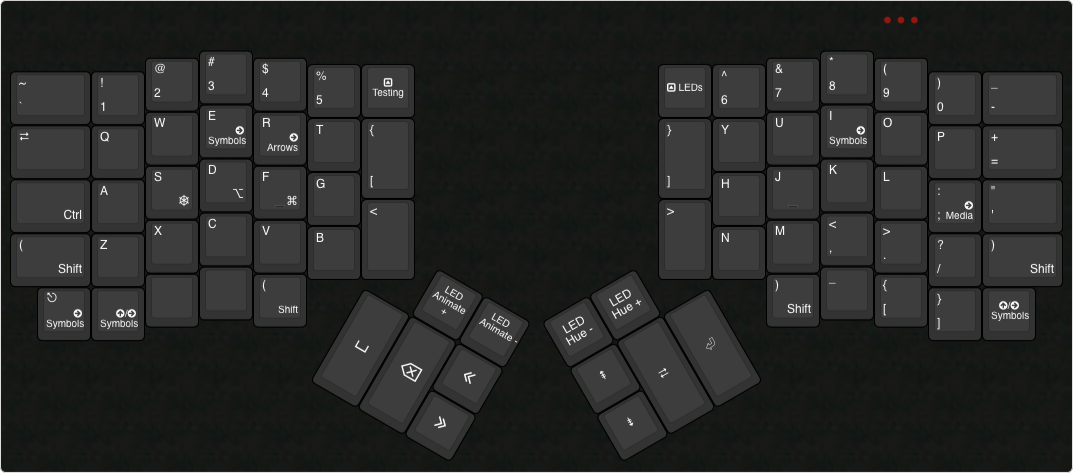 ~
`
!
1
@
2
#
3
$
4
%
5
Testing
LEDs
^
6
&
7
*
8
(
9
)
0
_
-
Q
W
E
Symbols
R
Arrows
T
{
[
}
]
Y
U
I
Symbols
O
P
+
=
Ctrl
A
S
D
F
_
G
<
>
H
J
_
K
L
:
; Media
"
'
(
Shift
Z
X
C
V
B
N
M
<
,
>
.
?
/
)
Shift
Symbols
Symbols
(
Shift
)
Shift
_
{
[
}
]
Symbols
LED
Animate
+
LED
Animate -
LED
Hue -
LED
Hue +